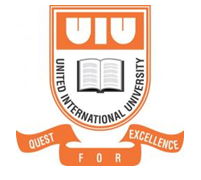 UIU
UNITED INTERNATIONAL UNIVERSITY
QUEST
FOR
EXCELLENCE